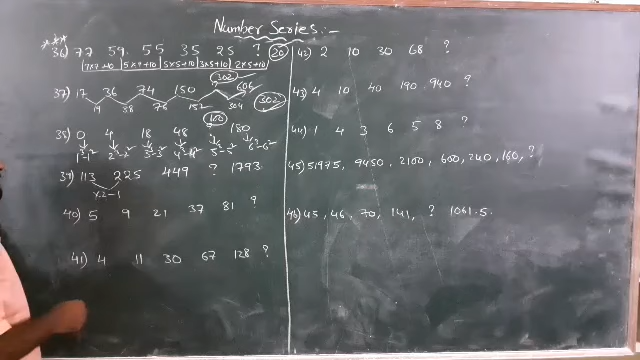 Number Series:-
*** 36) 77 59 55 35 25 ? 20
7x7+10 5x9+10 5x5+10 3x5+10 2x5+10
302
37) 17 36 74 150 606
19 38 76 152 304 302
100
38) 0 4 18 48 180
1³-1² 2³-2² 3³-3² 4³-4² 5³-5² 6³-6²
39) 113 225 449 ? 1793
x2-1
40) 5 9 21 37 81 ?
41) 4 11 30 67 128 ?
42) 2 10 30 68 ?
43) 4 10 40 190 940 ?
44) 1 4 3 6 5 8 ?
45) 51975, 9450, 2100, 600, 240, 160, ?
46) 45, 46, 70, 141, ? 1061.5